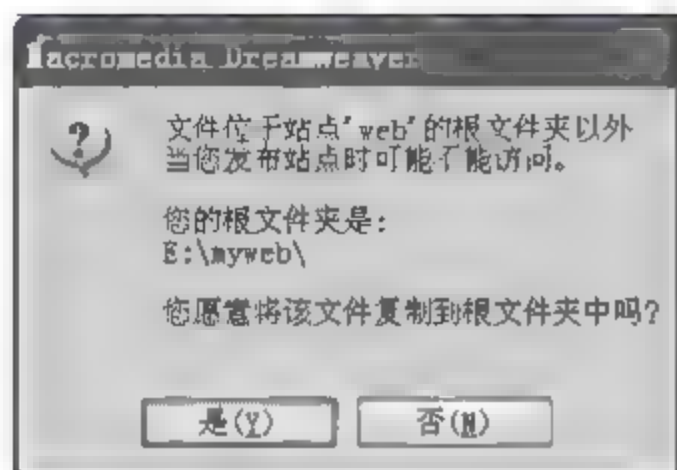 Macromedia Dreamweaver
文件位于站点'web'的根文件夹以外
当您发布站点时可能不能访问。
您的根文件夹是:
E:\myweb\
您愿意将该文件复制到根文件夹中吗?
是(Y)
否(N)